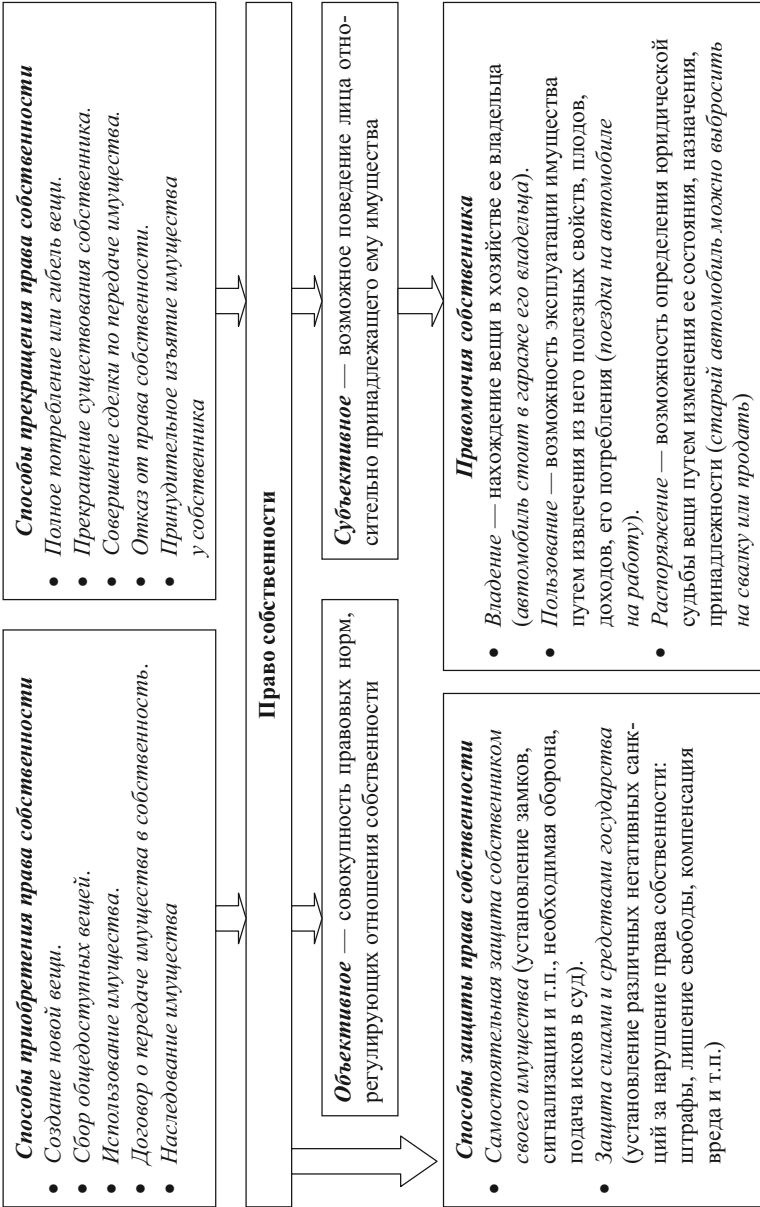 Способы приобретения права собственности
• Создание новой вещи.
• Сбор общедоступных вещей.
• Использование имущества.
• Договор о передаче имущества в собственность.
• Наследование имущества
Способы прекращения права собственности
• Полное потребление или гибель вещи.
• Прекращение существования собственника.
• Совершение сделки по передаче имущества.
• Отказ от права собственности.
• Принудительное изъятие имущества
у собственника
Право собственности
Объективное — совокупность правовых норм,
регулирующих отношения собственности
Субъективное — возможное поведение лица отно-
сительно принадлежащего ему имущества
Способы защиты права собственности
• Самостоятельная защита собственником
своего имущества (установление замков,
сигнализации и т.п., необходимая оборона,
подача исков в суд).
• Защита силами и средствами государства
(установление различных негативных санк-
ций за нарушение права собственности:
штрафы, лишение свободы, компенсация
вреда и т.п.)
Правомочия собственника
• Владение — нахождение вещи в хозяйстве ее владельца
(автомобиль стоит в гараже его владельца).
• Пользование — возможность эксплуатации имущества
путем извлечения из него полезных свойств, плодов,
доходов, его потребления (поездки на автомобиле
на работу).
• Распоряжение — возможность определения юридической
судьбы вещи путем изменения ее состояния, назначения,
принадлежности (старый автомобиль можно выбросить
на свалку или продать)